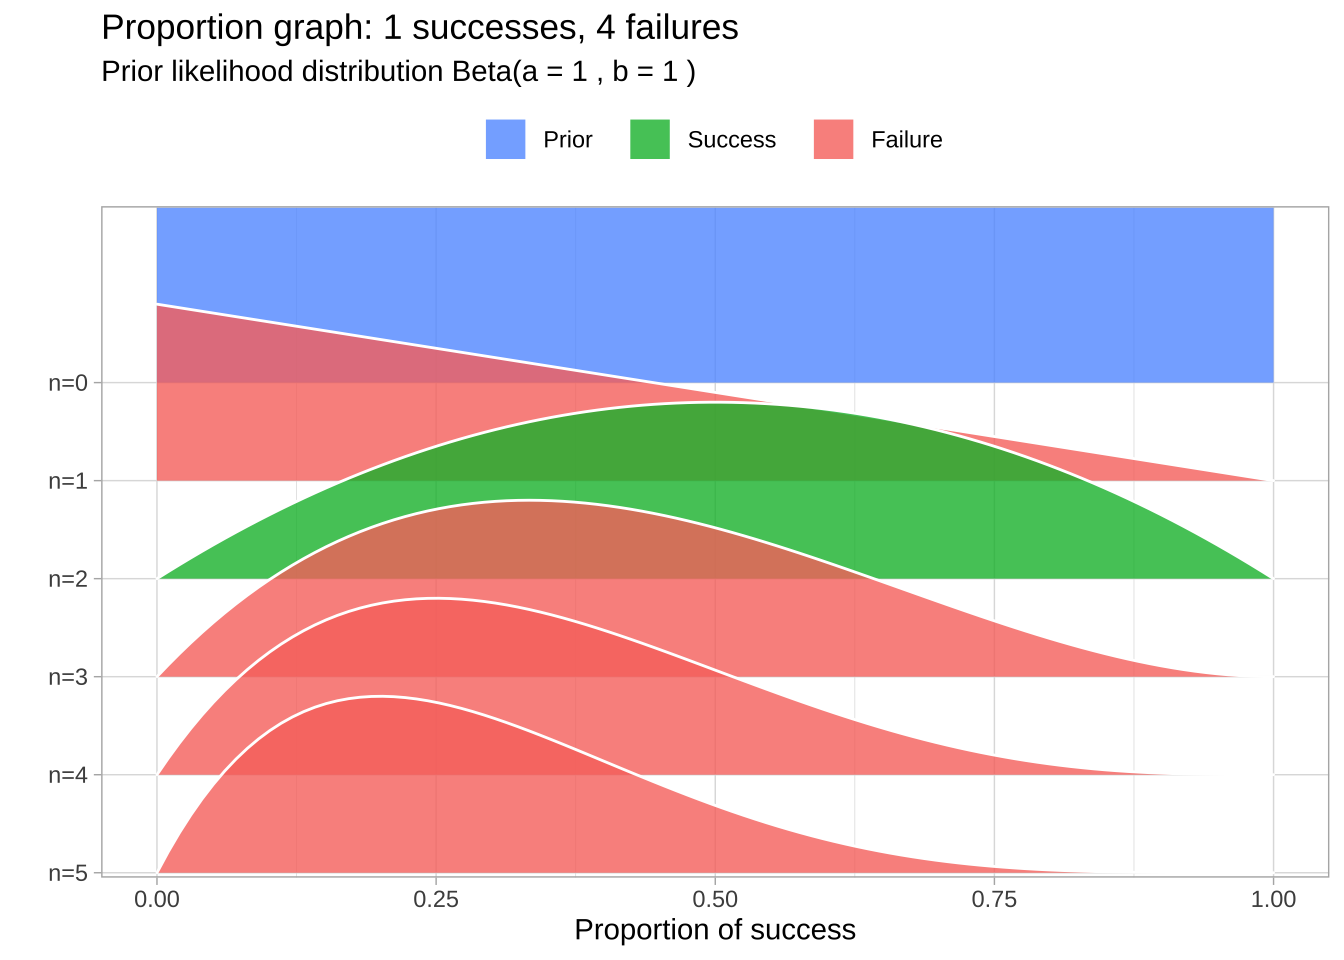 Proportion graph: 1 successes, 4 failures
Prior likelihood distribution Beta(a = 1 , b = 1 )
Prior Success Failure
n=0
n=1
n=2
n=3
n=4
n=5
0.00 0.25 0.50 0.75 1.00
Proportion of success